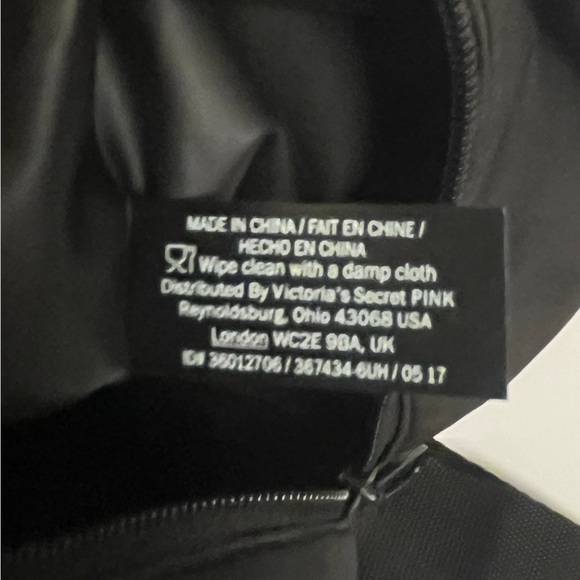 MADE IN CHINA / FAIT EN CHINE /
HECHO EN CHINA
Wipe clean with a damp cloth
Distributed By Victoria's Secret PINK
Reynoldsburg, Ohio 43068 USA
London WC2E 9BA, UK
ID# 36012706 / 367434-6UH / 05 17